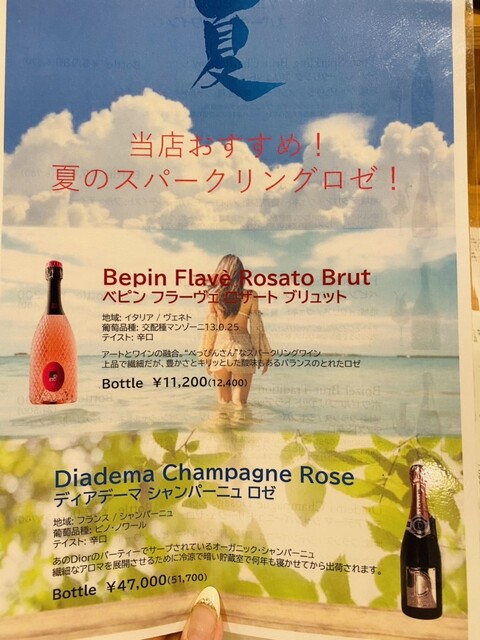 夏
当店おすすめ！
夏のスパークリングロゼ！
Bepin Flavè Rosato Brut
べピン フラーヴェ ロザート ブリュット
地域: イタリア / ヴェネト
葡萄品種: 交配種マンゾーニ13.0.25
テイスト: 辛口
アートとワインの融合。“べっぴんさん”なスパークリングワイン
上品で繊細だが、豊かさとキリッとした酸味もあるバランスのとれたロゼ
Bottle ￥11,200(12,400)
Diadema Champagne Rose
ディアデーマ シャンパーニュ ロゼ
地域: フランス / シャンパーニュ
葡萄品種: ピノ・ノワール
テイスト: 辛口
あのDiorのパーティーでサーブされているオーガニック・シャンパーニュ
繊細なアロマを展開させるために冷涼で暗い貯蔵室で何年も寝かせてから出荷されます。
Bottle ￥47,000(51,700)